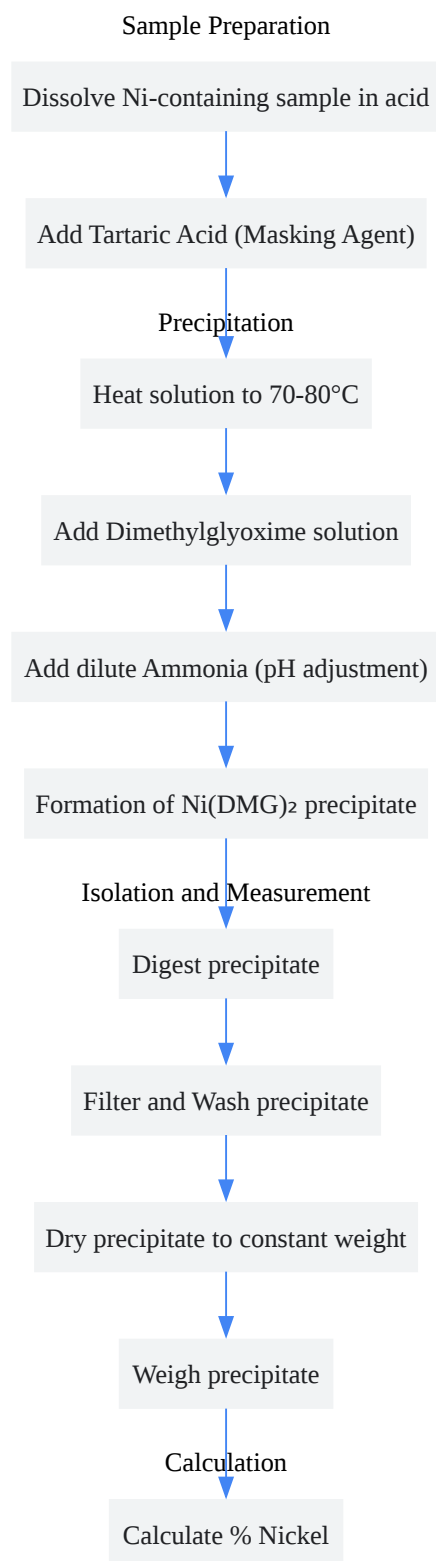 Sample Preparation
Dissolve Ni-containing sample in acid
Add Tartaric Acid (Masking Agent)
Precipitation
Heat solution to 70-80°C
Add Dimethylglyoxime solution
Add dilute Ammonia (pH adjustment)
Formation of Ni(DMG)₂ precipitate
Isolation and Measurement
Digest precipitate
Filter and Wash precipitate
Dry precipitate to constant weight
Weigh precipitate
Calculation
Calculate % Nickel